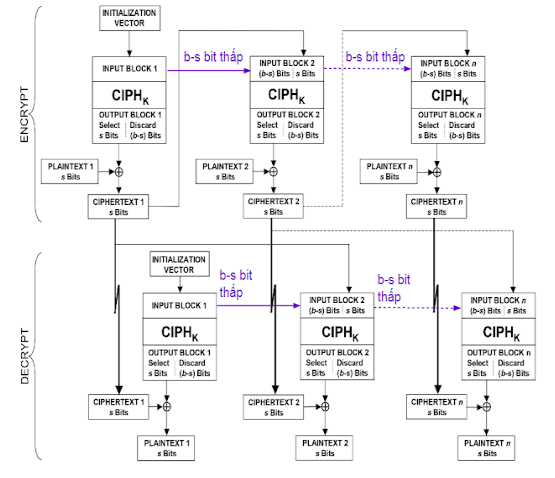 INITIALIZATION
VECTOR
INPUT BLOCK 1
b-s bit thấp
INPUT BLOCK 2
(b-s) Bits | s Bits
b-s bit thấp
INPUT BLOCK n
(b-s) Bits | s Bits
CIPHK
CIPHK
CIPHK
OUTPUT BLOCK 1
Select | Discard
s Bits | (b-s) Bits
OUTPUT BLOCK 2
Select | Discard
s Bits | (b-s) Bits
OUTPUT BLOCK n
Select | Discard
s Bits | (b-s) Bits
ENCRYPT
PLAINTEXT 1
s Bits
PLAINTEXT 2
s Bits
PLAINTEXT n
s Bits
CIPHERTEXT 1
s Bits
CIPHERTEXT 2
s Bits
CIPHERTEXT n
s Bits
INITIALIZATION
VECTOR
INPUT BLOCK 1
b-s bit
thấp
INPUT BLOCK 2
(b-s) Bits | s Bits
b-s bit
thấp
INPUT BLOCK n
(b-s) Bits | s Bits
CIPHK
CIPHK
CIPHK
OUTPUT BLOCK 1
Select | Discard
s Bits | (b-s) Bits
OUTPUT BLOCK 2
Select | Discard
s Bits | (b-s) Bits
OUTPUT BLOCK n
Select | Discard
s Bits | (b-s) Bits
DECRYPT
CIPHERTEXT 1
s Bits
CIPHERTEXT 2
s Bits
CIPHERTEXT n
s Bits
PLAINTEXT 1
s Bits
PLAINTEXT 2
s Bits
PLAINTEXT n
s Bits